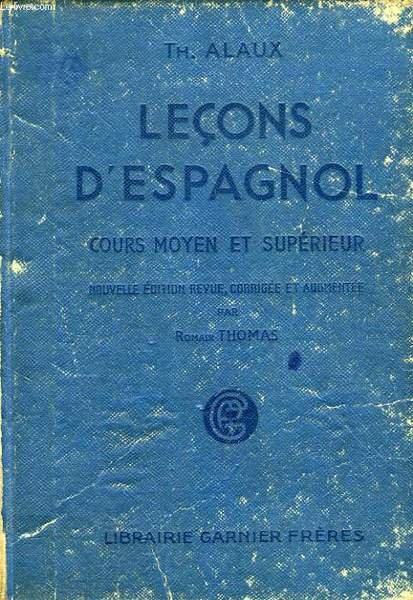 Th. ALAUX
LEÇONS
D'ESPAGNOL
COURS MOYEN ET SUPÉRIEUR
NOUVELLE ÉDITION REVUE, CORRIGÉE ET AUGMENTÉE
PAR
Romain THOMAS
LIBRAIRIE GARNIER FRÈRES